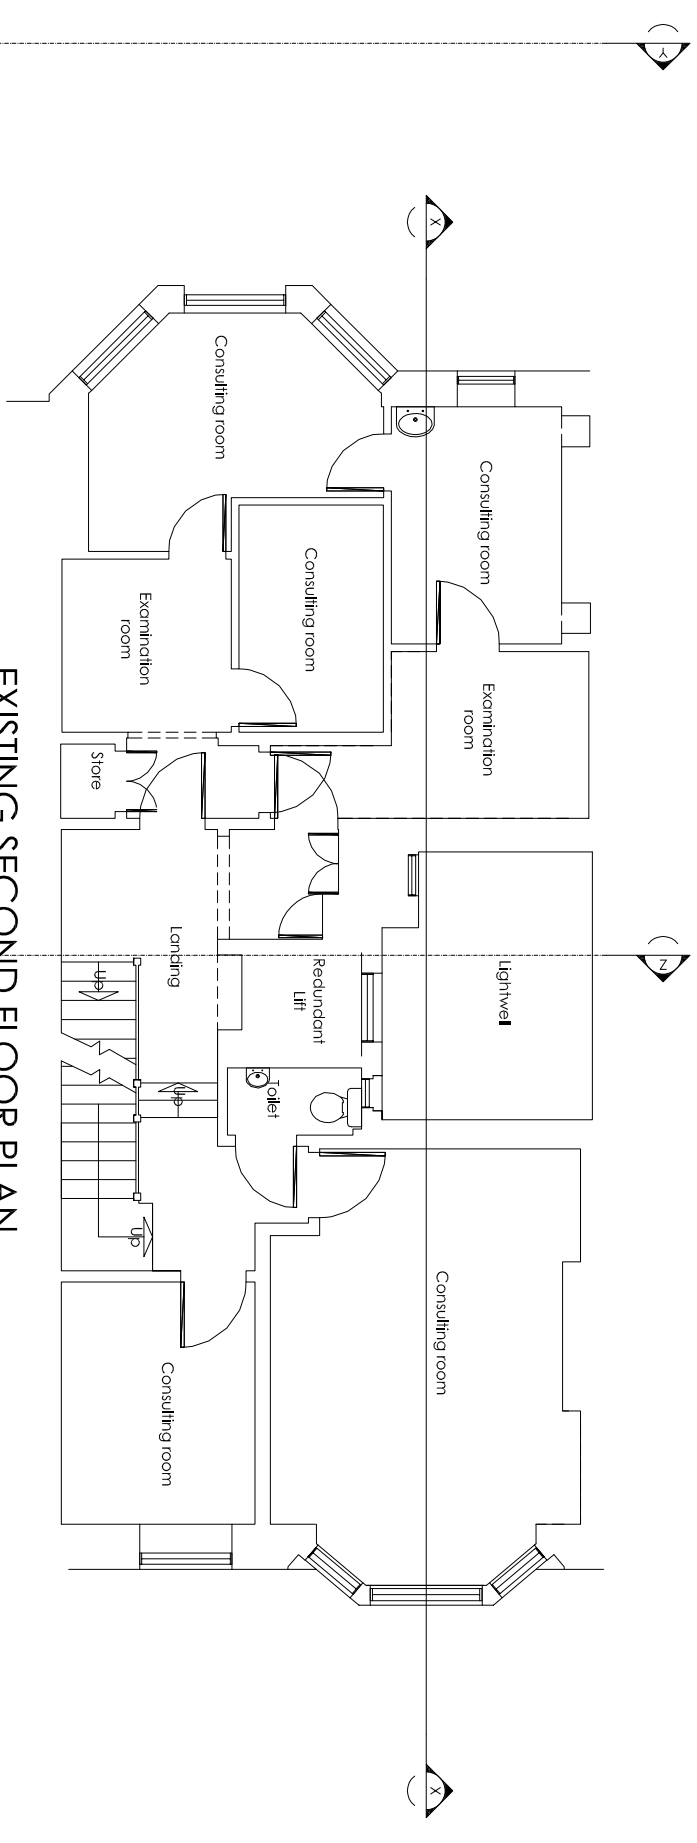 Y
X
Consulting room
Consulting room
Consulting room
Examination
room
Examination
room
Store
Landing
Redundant
Lift
Lightwell
Z
Up
Up
Toilet
Up
Consulting room
Consulting room
X
EXISTING SECOND FLOOR PLAN